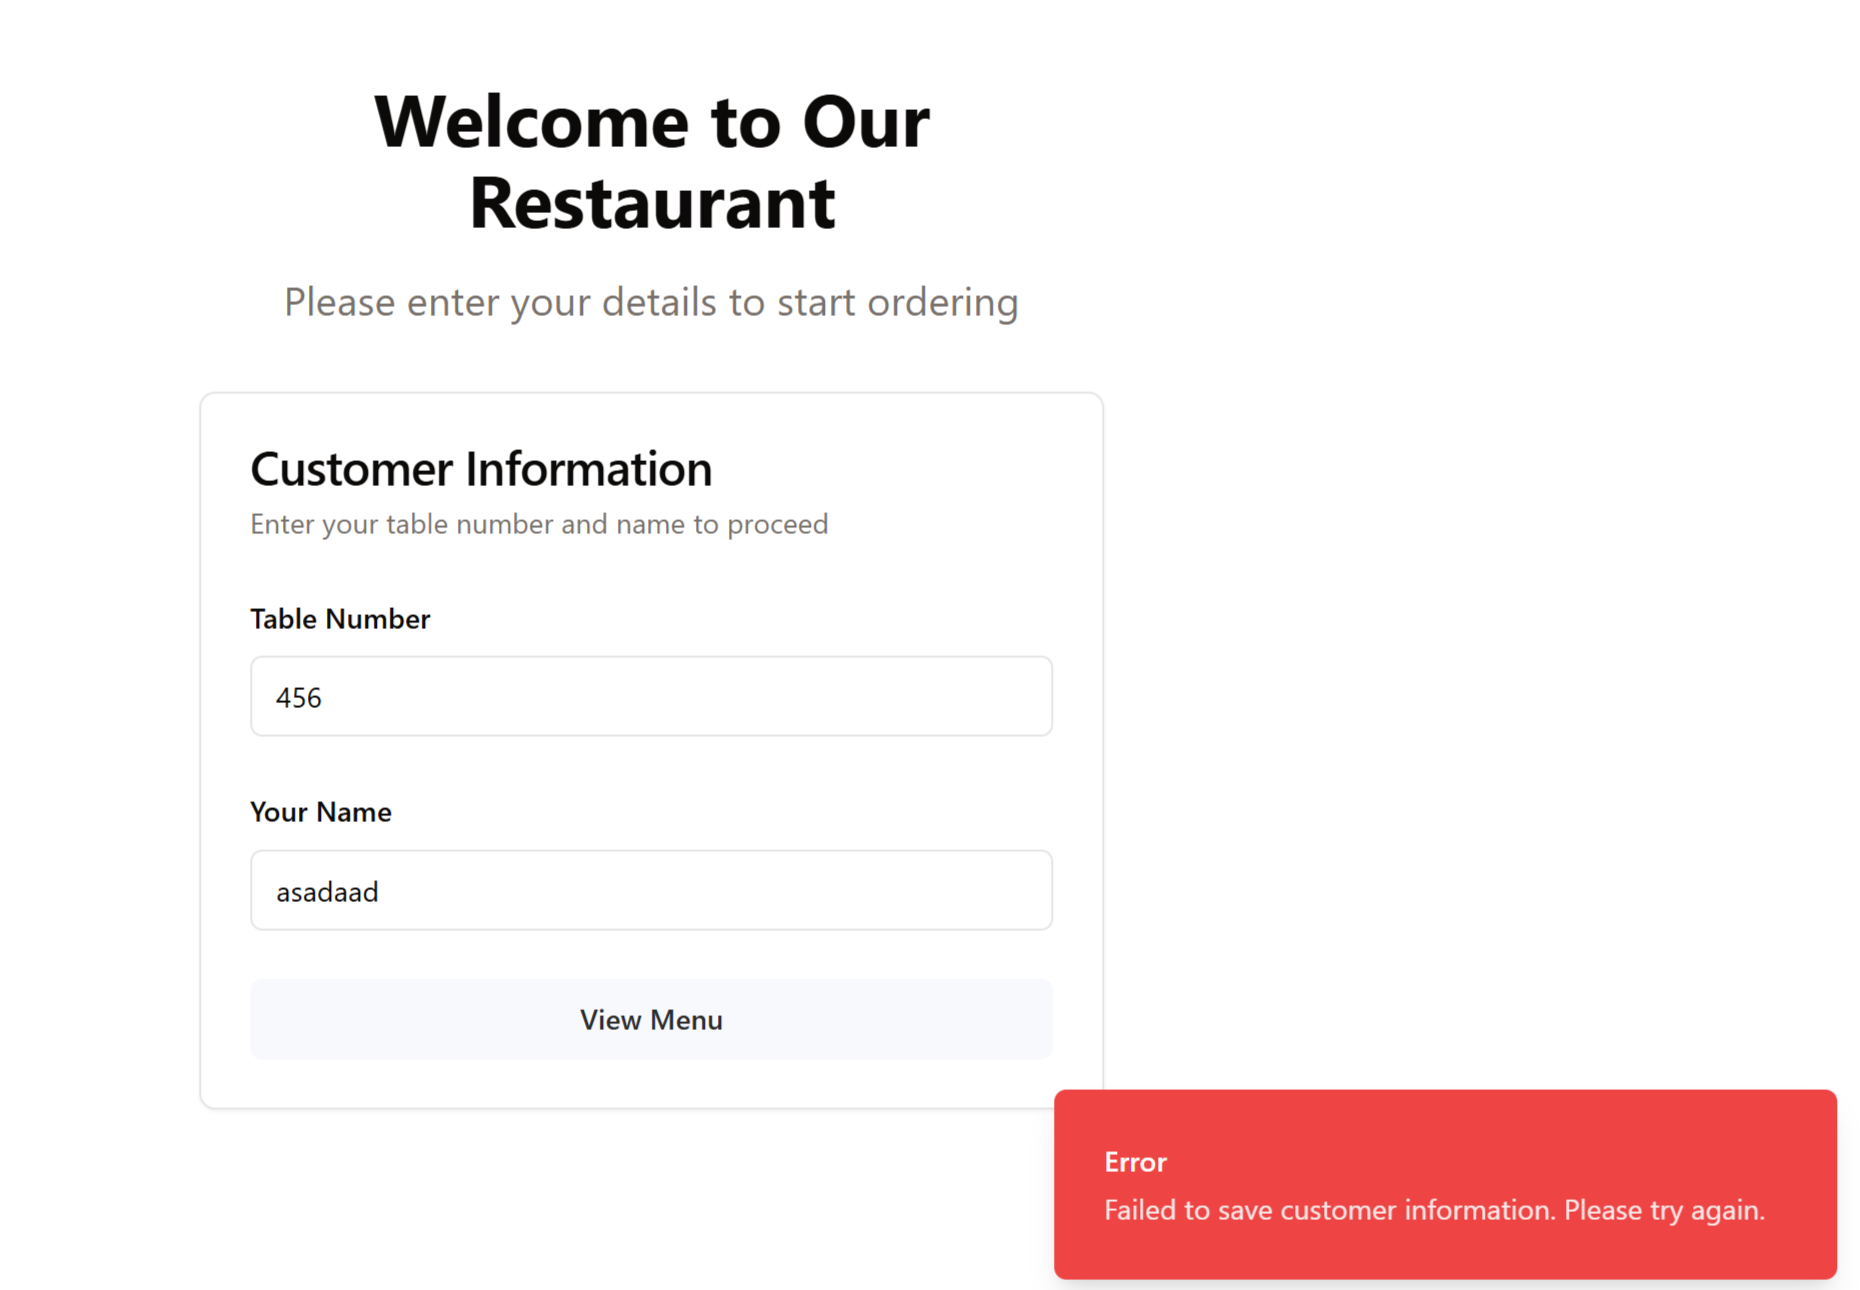 Welcome to Our
Restaurant
Please enter your details to start ordering
Customer Information
Enter your table number and name to proceed
Table Number
456
Your Name
asadaad
View Menu
Error
Failed to save customer information. Please try again.